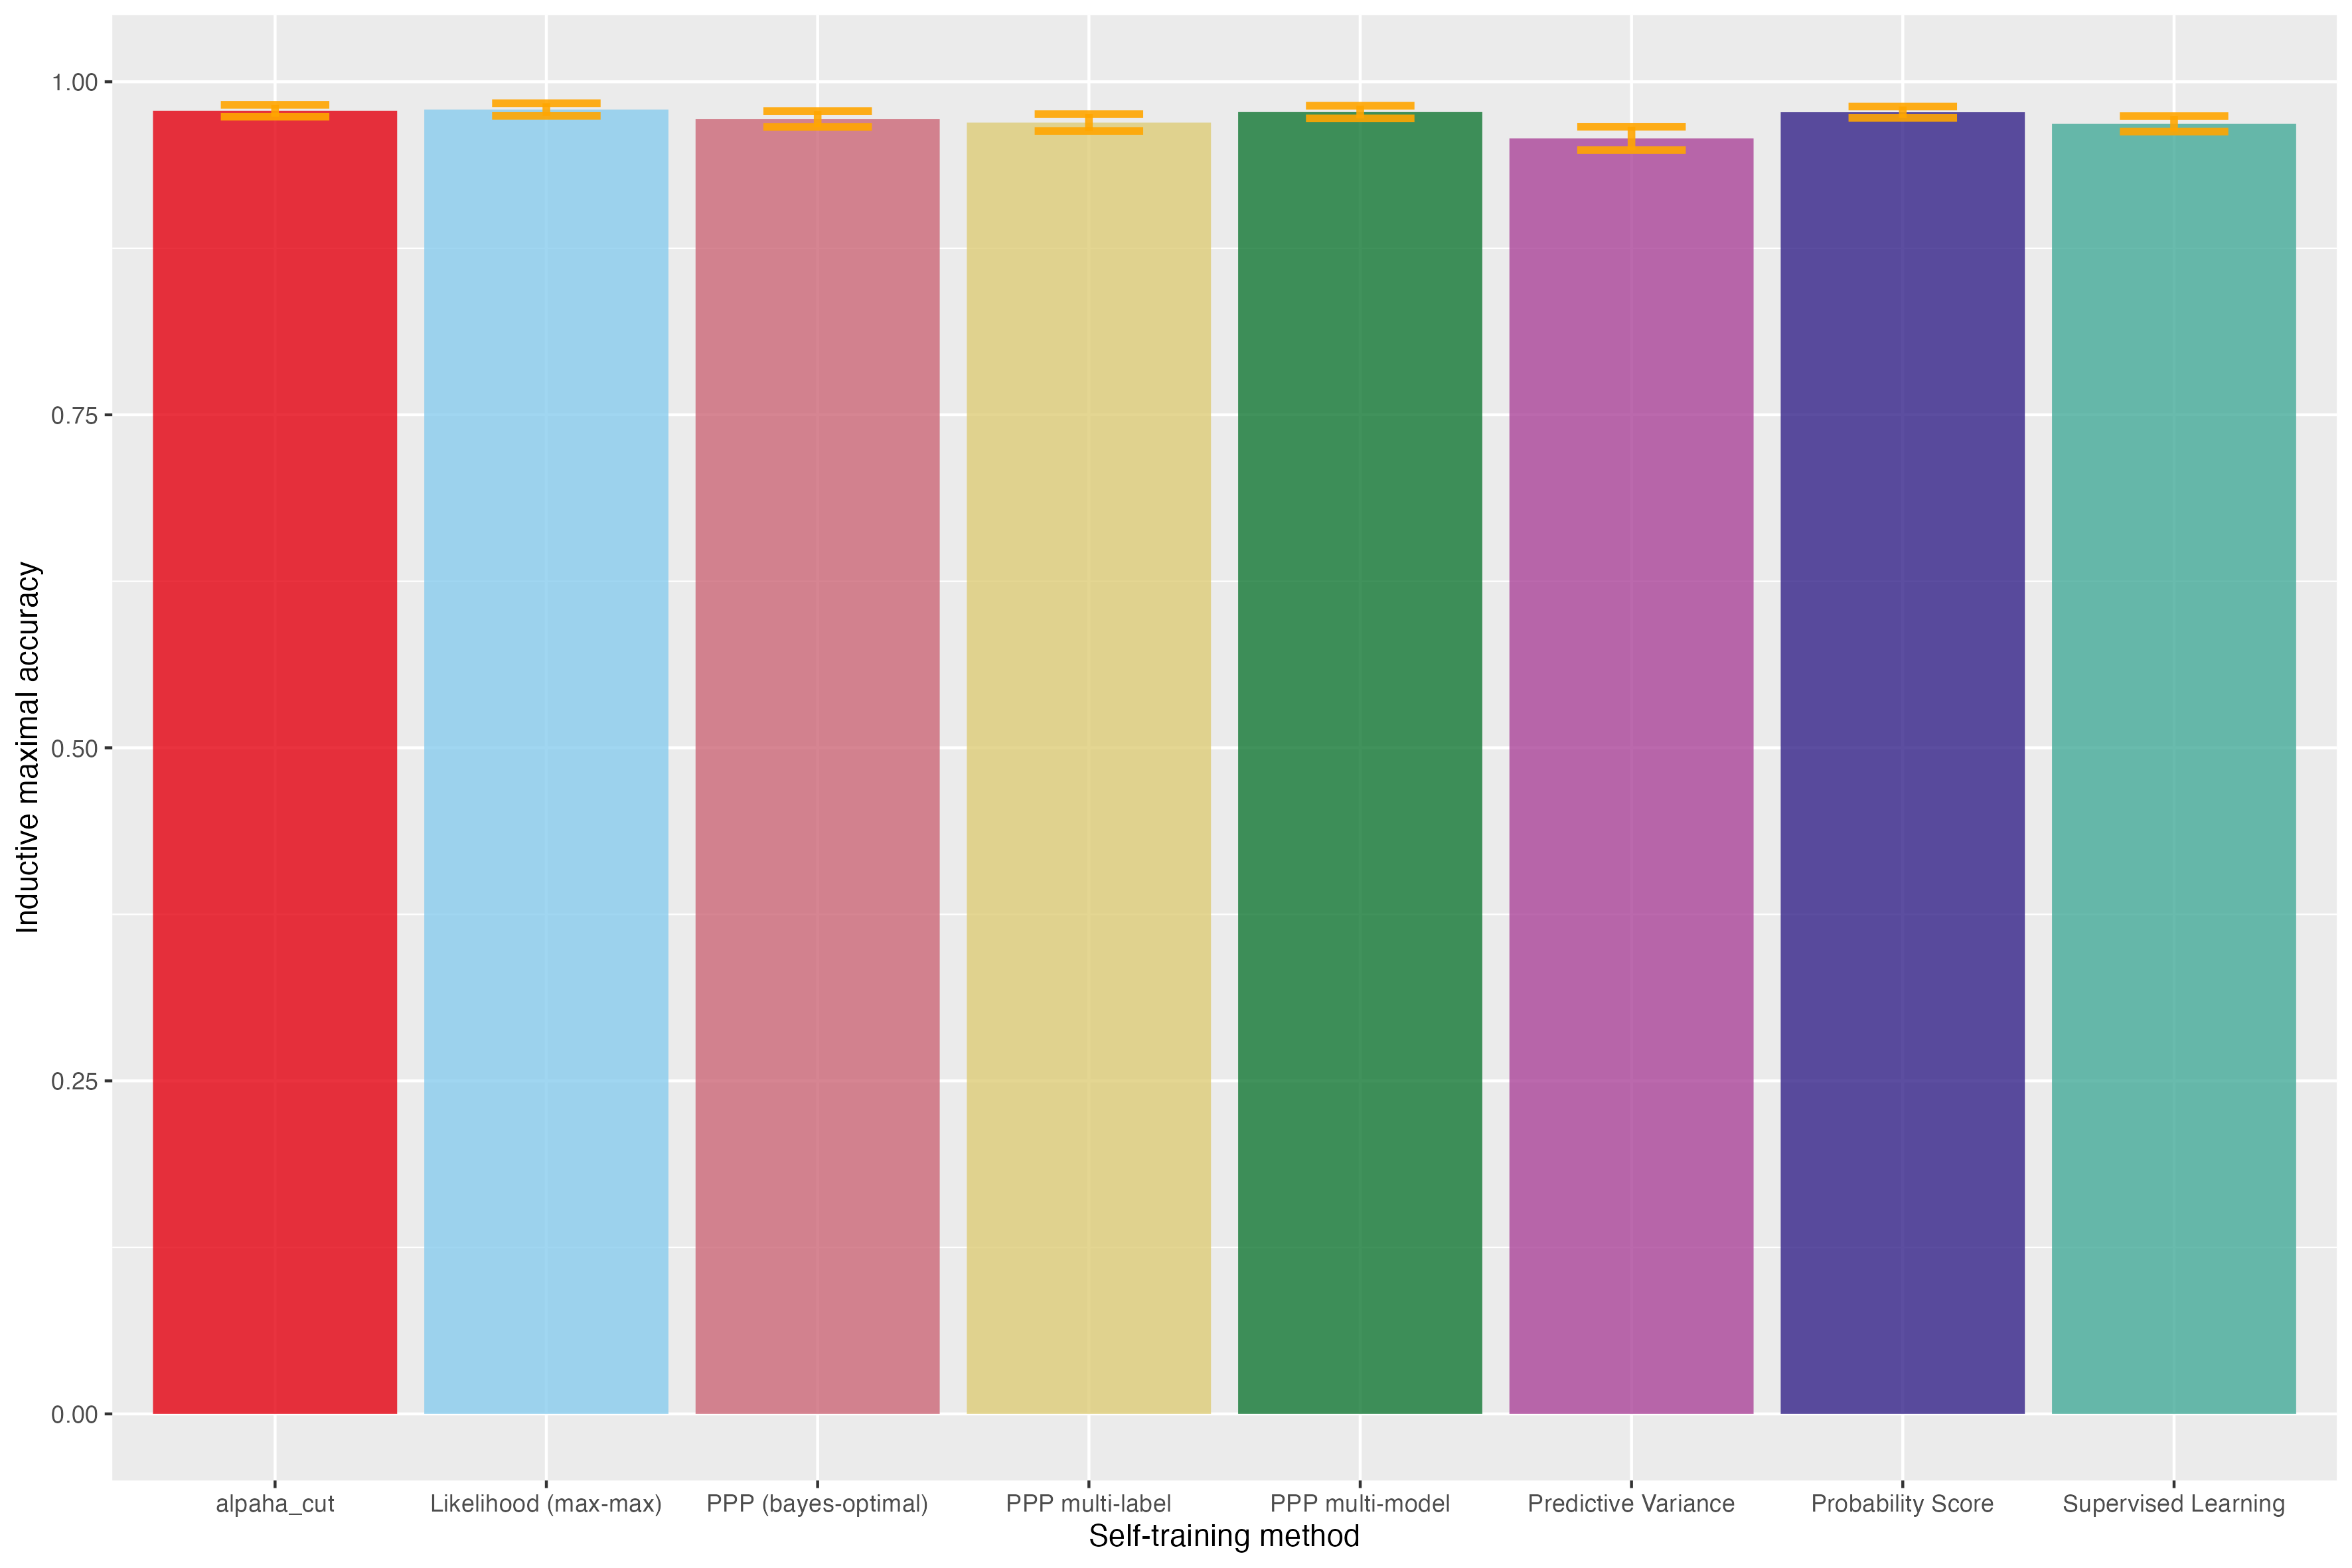 Inductive maximal accuracy
1.00
0.75
0.50
0.25
0.00
alpaha_cut
Likelihood (max-max)
PPP (bayes-optimal)
PPP multi-label
PPP multi-model
Predictive Variance
Probability Score
Supervised Learning
Self-training method